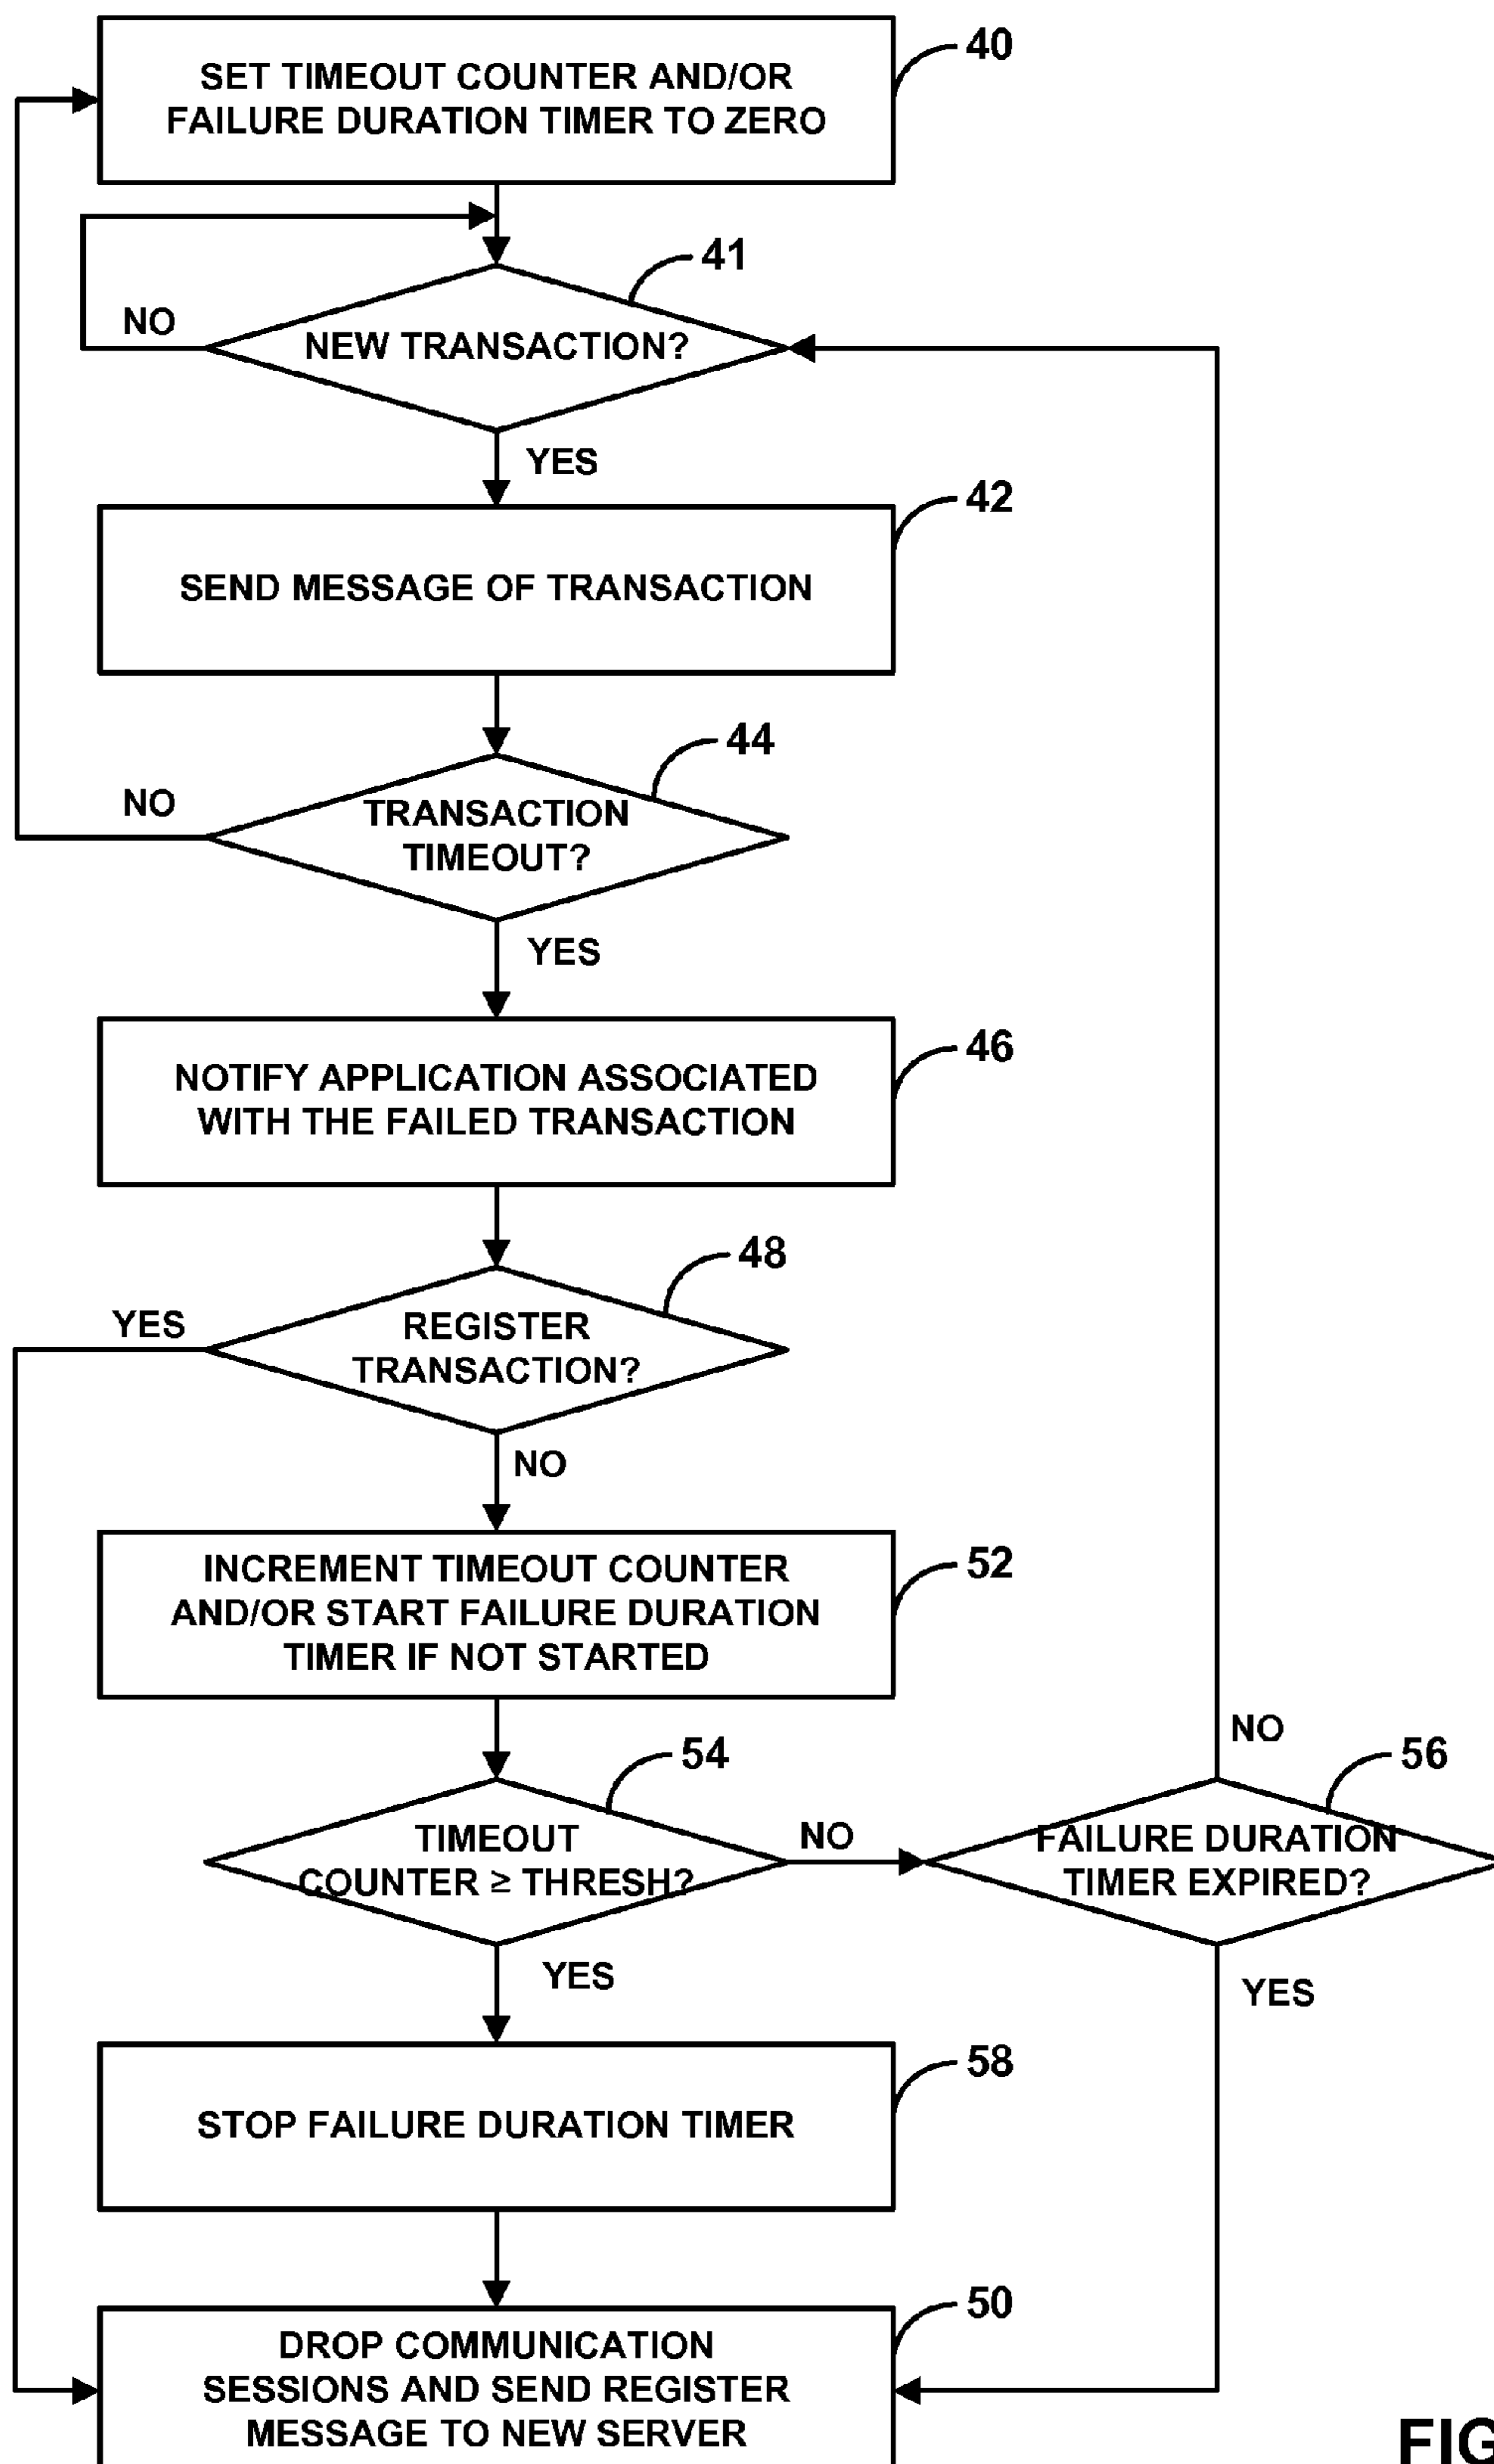 SET TIMEOUT COUNTER AND/OR
FAILURE DURATION TIMER TO ZERO
40
41
NEW TRANSACTION?
NO
YES
42
SEND MESSAGE OF TRANSACTION
44
TRANSACTION
TIMEOUT?
NO
YES
46
NOTIFY APPLICATION ASSOCIATED
WITH THE FAILED TRANSACTION
48
REGISTER
TRANSACTION?
YES
NO
52
INCREMENT TIMEOUT COUNTER
AND/OR START FAILURE DURATION
TIMER IF NOT STARTED
54
TIMEOUT
COUNTER ≥ THRESH?
NO
YES
NO
56
FAILURE DURATION
TIMER EXPIRED?
YES
58
STOP FAILURE DURATION TIMER
50
DROP COMMUNICATION
SESSIONS AND SEND REGISTER
MESSAGE TO NEW SERVER
FIG